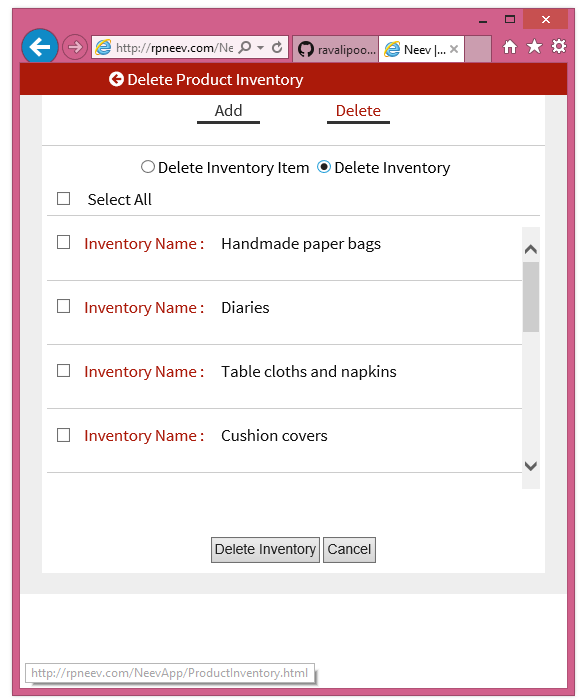 http://rpneev.com/Ne
ravalipoo...
Neev |...
Delete Product Inventory
Add Delete
Delete Inventory Item Delete Inventory
Select All
Inventory Name : Handmade paper bags
Inventory Name : Diaries
Inventory Name : Table cloths and napkins
Inventory Name : Cushion covers
Delete Inventory Cancel
http://rpneev.com/NeevApp/ProductInventory.html